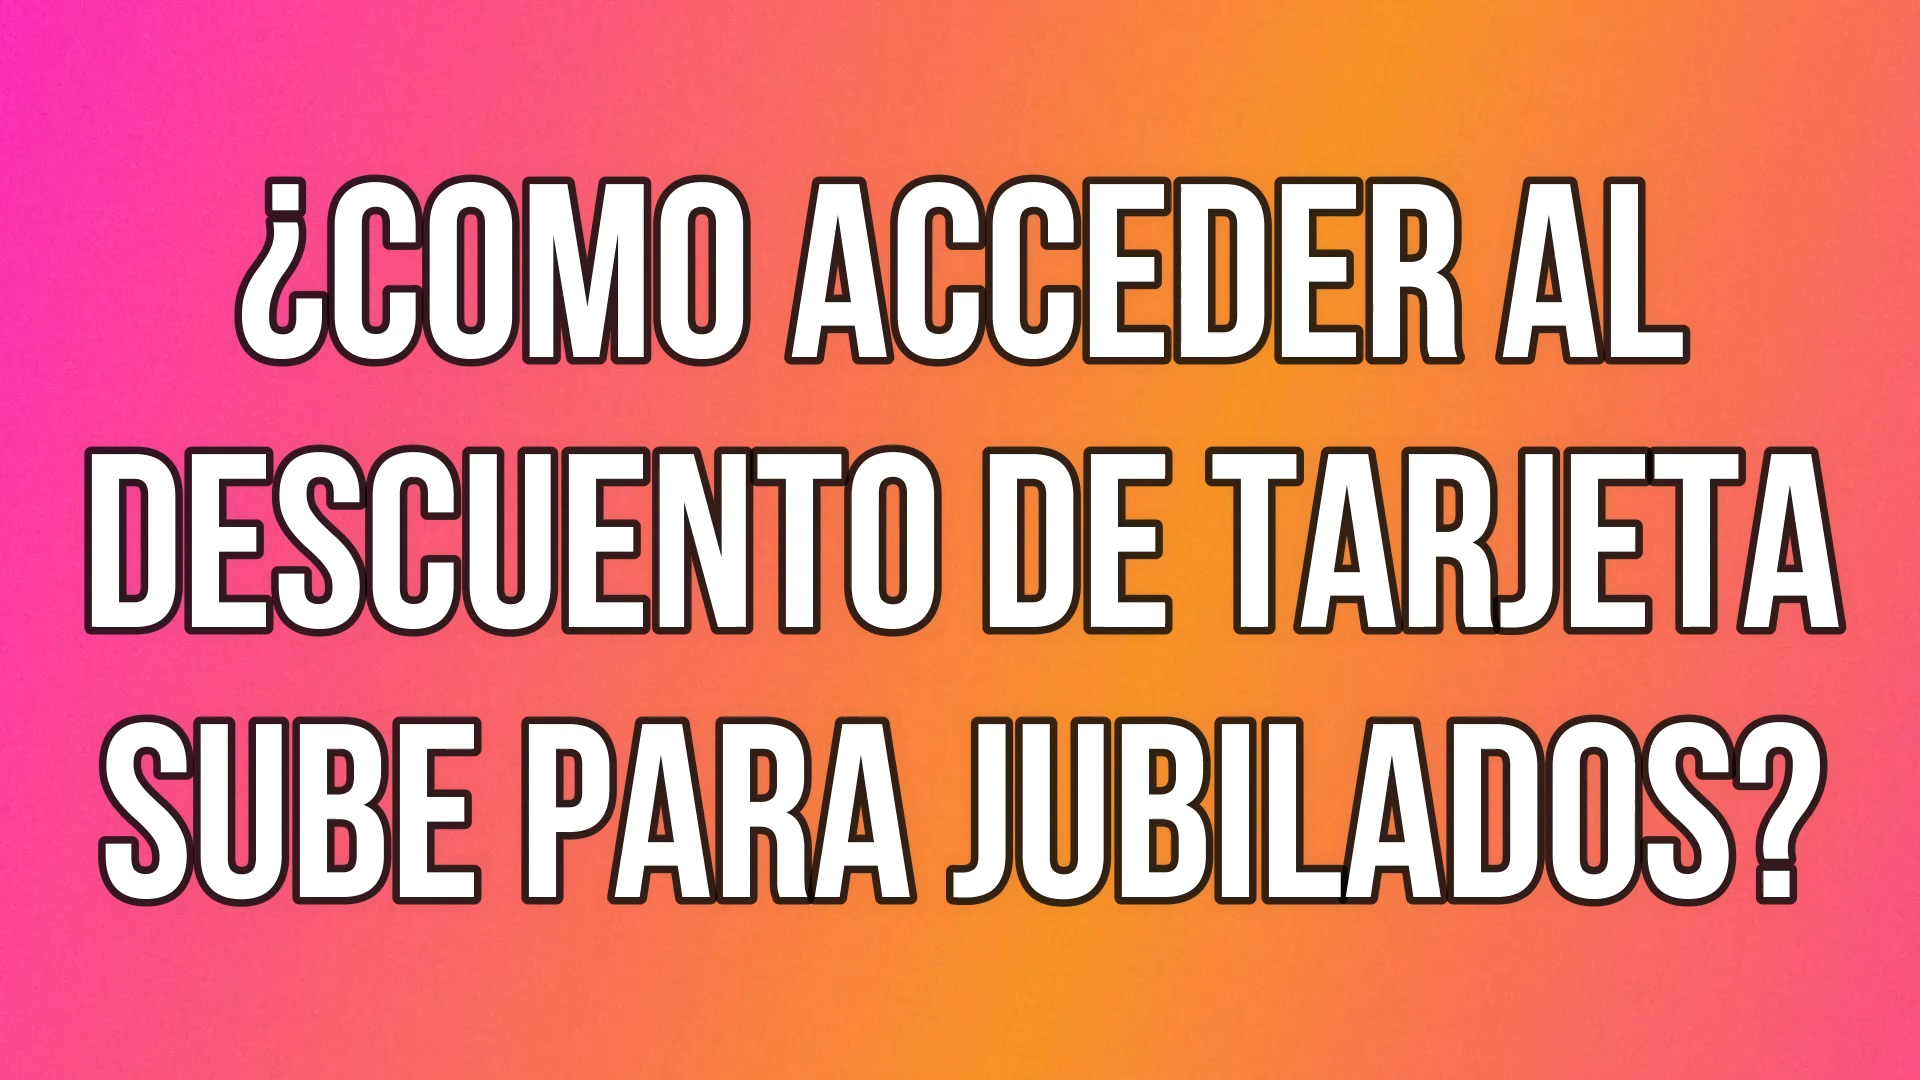 ¿COMO ACCEDER AL
DESCUENTO DE TARJETA
SUBE PARA JUBILADOS?